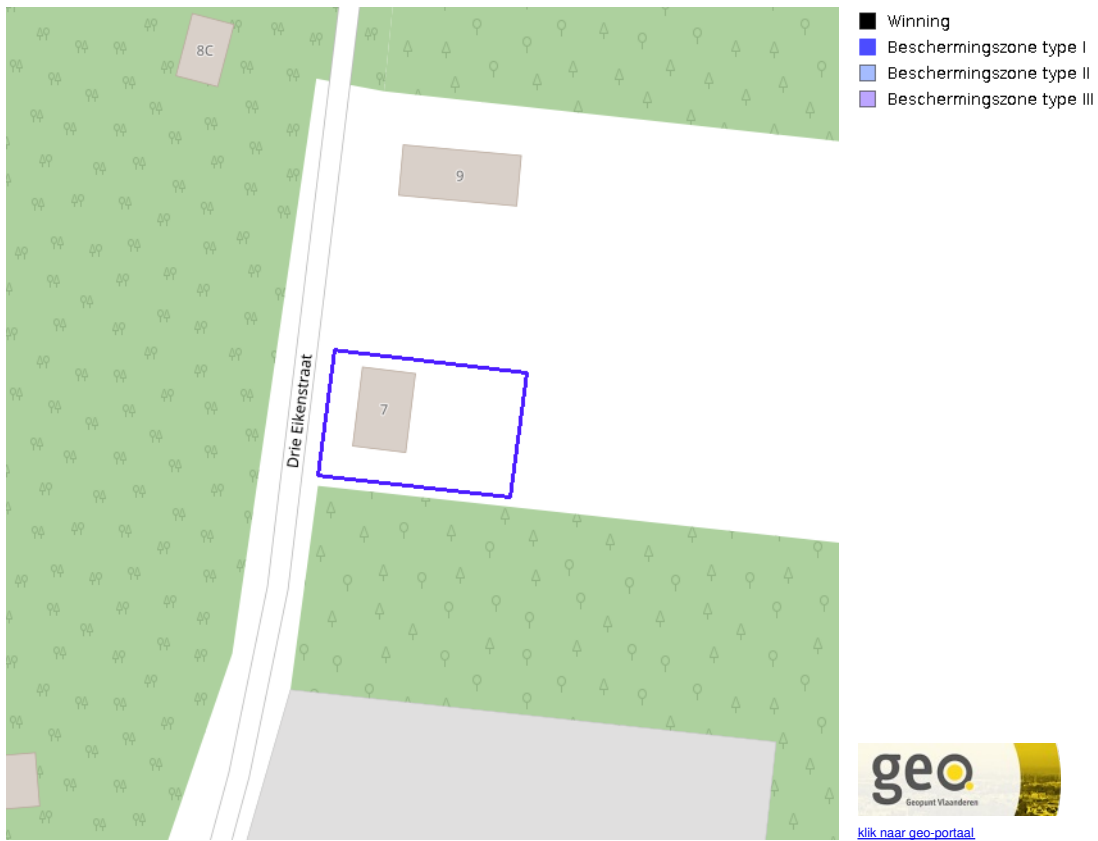 8C
9
7
Drie Eikenstraat
Winning
Beschermingszone type I
Beschermingszone type II
Beschermingszone type III
geo
Geopunt Vlaanderen
klik naar geo-portaal